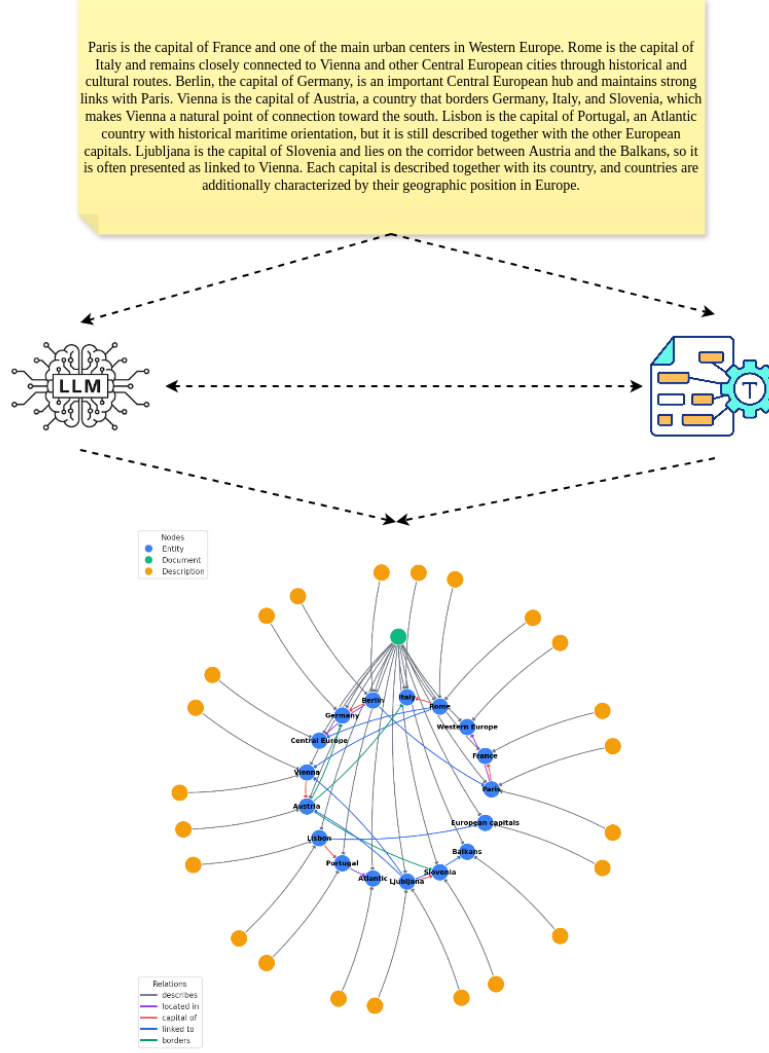 Paris is the capital of France and one of the main urban centers in Western Europe. Rome is the capital of
Italy and remains closely connected to Vienna and other Central European cities through historical and
cultural routes. Berlin, the capital of Germany, is an important Central European hub and maintains strong
links with Paris. Vienna is the capital of Austria, a country that borders Germany, Italy, and Slovenia, which
makes Vienna a natural point of connection toward the south. Lisbon is the capital of Portugal, an Atlantic
country with historical maritime orientation, but it is still described together with the other European
capitals. Ljubljana is the capital of Slovenia and lies on the corridor between Austria and the Balkans, so it
is often presented as linked to Vienna. Each capital is described together with its country, and countries are
additionally characterized by their geographic position in Europe.
LLM
T
Nodes
Entity
Document
Description
Berlin
Italy
Rome
Germany
Western Europe
Central Europe
France
Vienna
Paris
Austria
European capitals
Lisbon
Balkans
Portugal
Slovenia
Atlantic
Ljubljana
Relations
describes
located in
capital of
linked to
borders